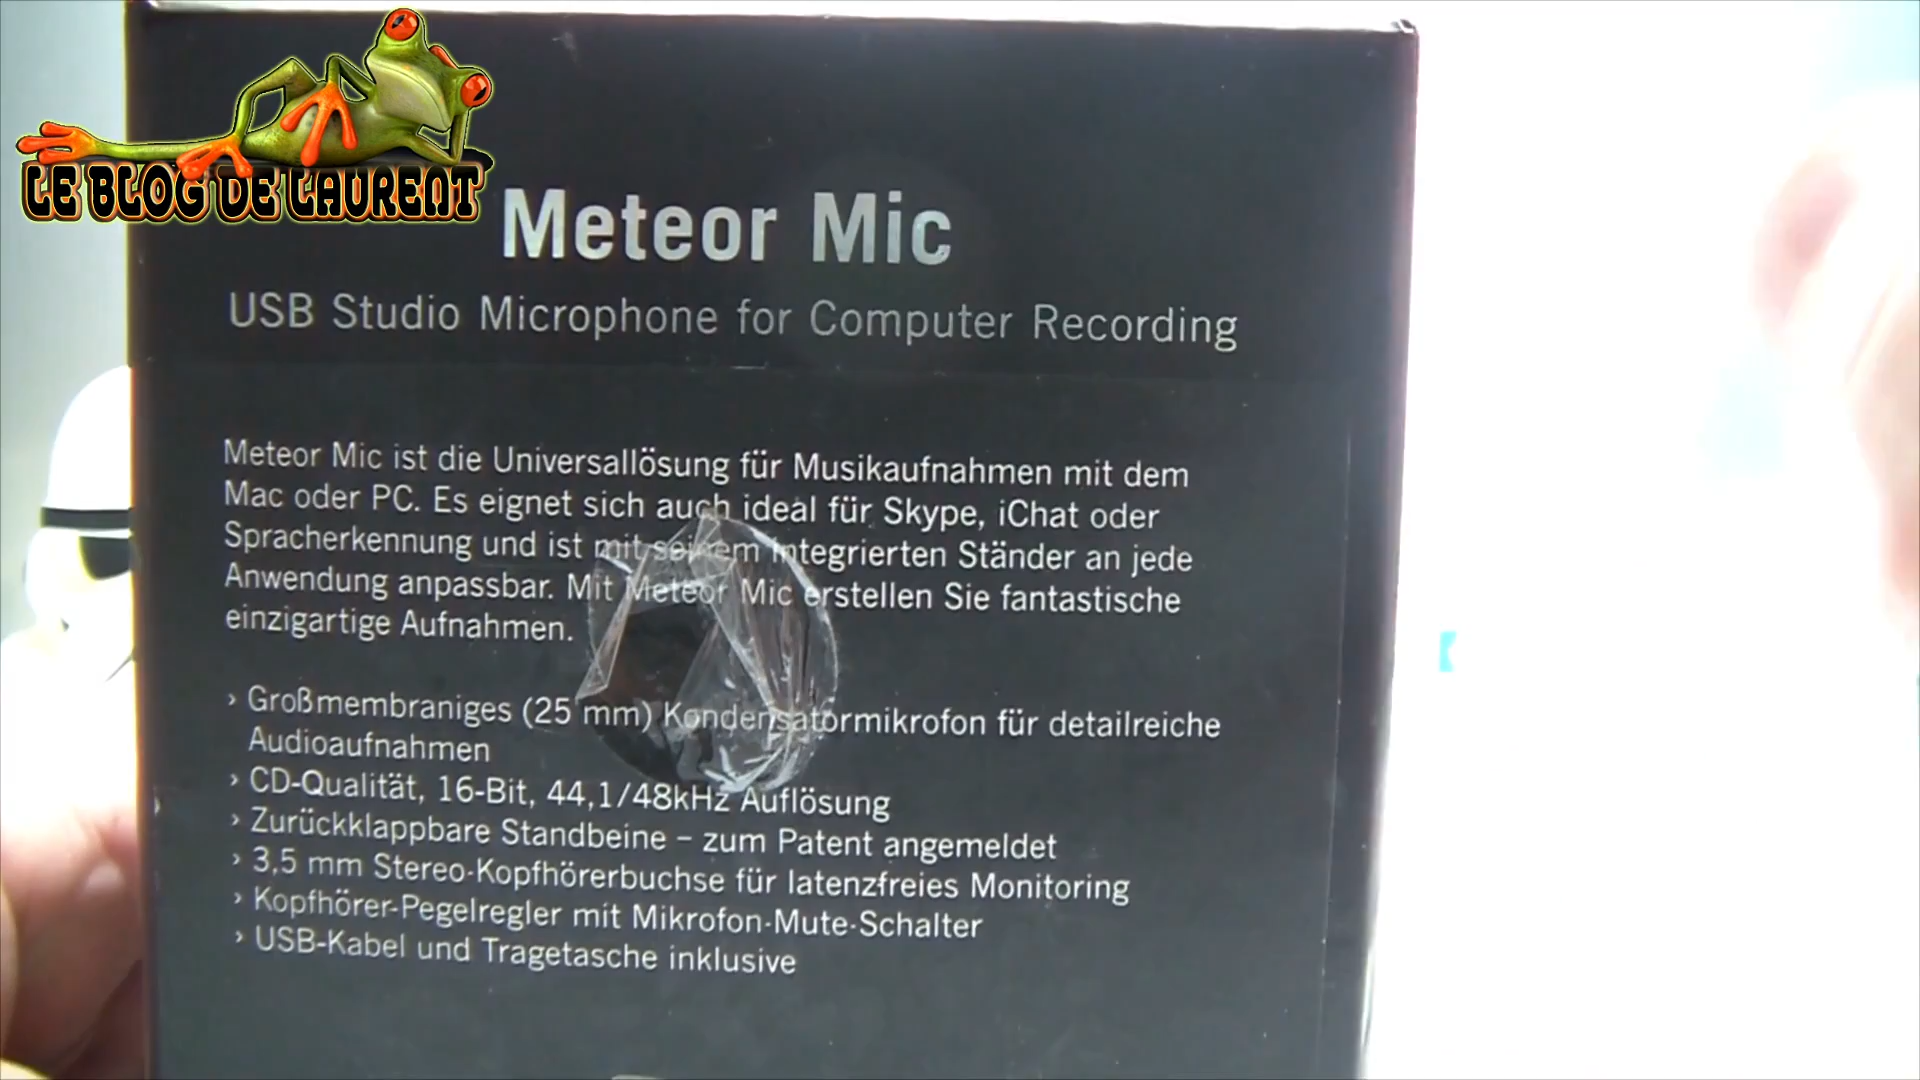 LE BLOG DE LAURENT
Meteor Mic
USB Studio Microphone for Computer Recording
Meteor Mic ist die Universallösung für Musikaufnahmen mit dem
Mac oder PC. Es eignet sich auch ideal für Skype, iChat oder
Spracherkennung und ist mit seinem integrierten Ständer an jede
Anwendung anpassbar. Mit Meteor Mic erstellen Sie fantastische
einzigartige Aufnahmen.
› Großmembraniges (25 mm) Kondensatormikrofon für detailreiche
Audioaufnahmen
› CD-Qualität, 16-Bit, 44,1/48kHz Auflösung
› Zurückklappbare Standbeine – zum Patent angemeldet
› 3,5 mm Stereo-Kopfhörerbuchse für latenzfreies Monitoring
› Kopfhörer-Pegelregler mit Mikrofon-Mute-Schalter
› USB-Kabel und Tragetasche inklusive